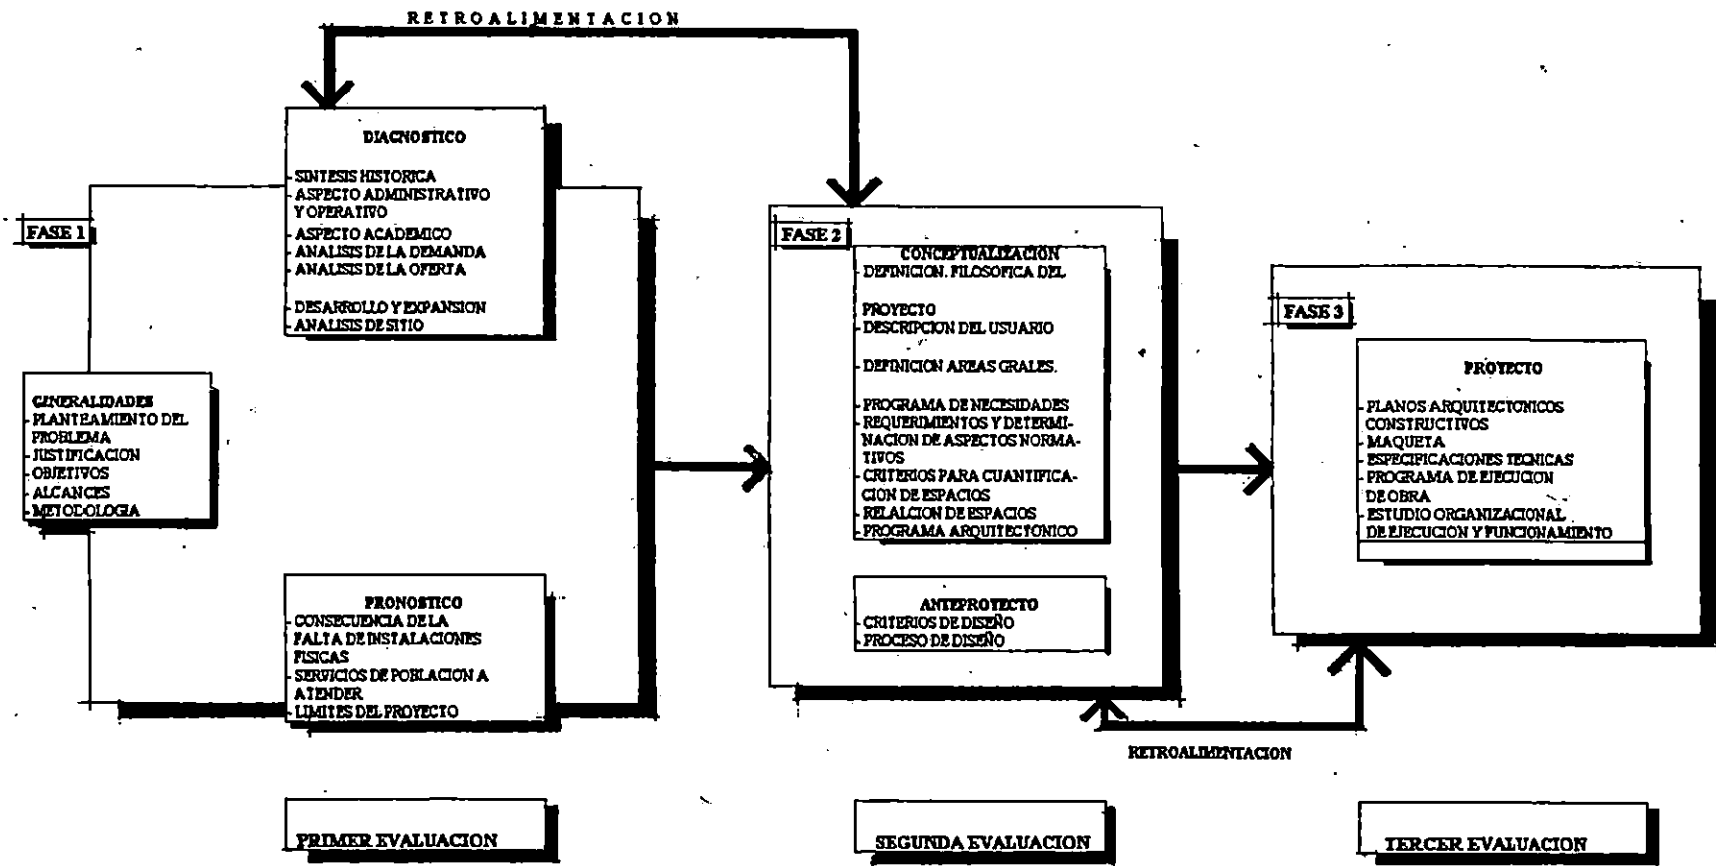 RETROALIMENTACION
FASE 1
DIAGNOSTICO
- SINTESIS HISTORICA
- ASPECTO ADMINISTRATIVO
Y OPERATIVO
- ASPECTO ACADEMICO
- ANALISIS DE LA DEMANDA
- ANALISIS DE LA OFERTA
- DESARROLLO Y EXPANSION
- ANALISIS DE SITIO
GENERALIDADES
- PLANTEAMIENTO DEL
PROBLEMA
- JUSTIFICACION
- OBJETIVOS
- ALCANCES
- METODOLOGIA
PRONOSTICO
- CONSECUENCIA DE LA
FALTA DE INSTALACIONES
FISICAS
- SERVICIOS DE POBLACION A
ATENDER
- LIMITES DEL PROYECTO
FASE 2
CONCEPTUALIZACION
- DEFINICION. FILOSOFICA DEL
PROYECTO
- DESCRIPCION DEL USUARIO
- DEFINICION AREAS GRALES.
- PROGRAMA DE NECESIDADES
- REQUERIMIENTOS Y DETERMI-
NACION DE ASPECTOS NORMA-
TIVOS
- CRITERIOS PARA CUANTIFICA-
CION DE ESPACIOS
- RELALCION DE ESPACIOS
- PROGRAMA ARQUITECTONICO
ANTEPROYECTO
- CRITERIOS DE DISEÑO
- PROCESO DE DISEÑO
FASE 3
PROYECTO
- PLANOS ARQUITECTONICOS
CONSTRUCTIVOS
- MAQUETA
- ESPECIFICACIONES TECNICAS
- PROGRAMA DE EJECUCION
DE OBRA
- ESTUDIO ORGANIZACIONAL
DE EJECUCION Y FUNCIONAMIENTO
RETROALIMENTACION
PRIMER EVALUACION
SEGUNDA EVALUACION
TERCER EVALUACION